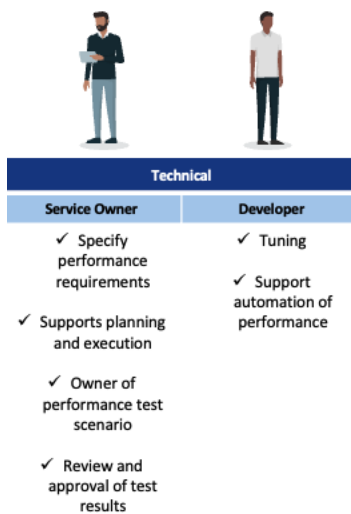 Technical
Service Owner
Developer
✓ Specify
performance
requirements
✓ Supports planning
and execution
✓ Owner of
performance test
scenario
✓ Review and
approval of test
results
✓ Tuning
✓ Support
automation of
performance